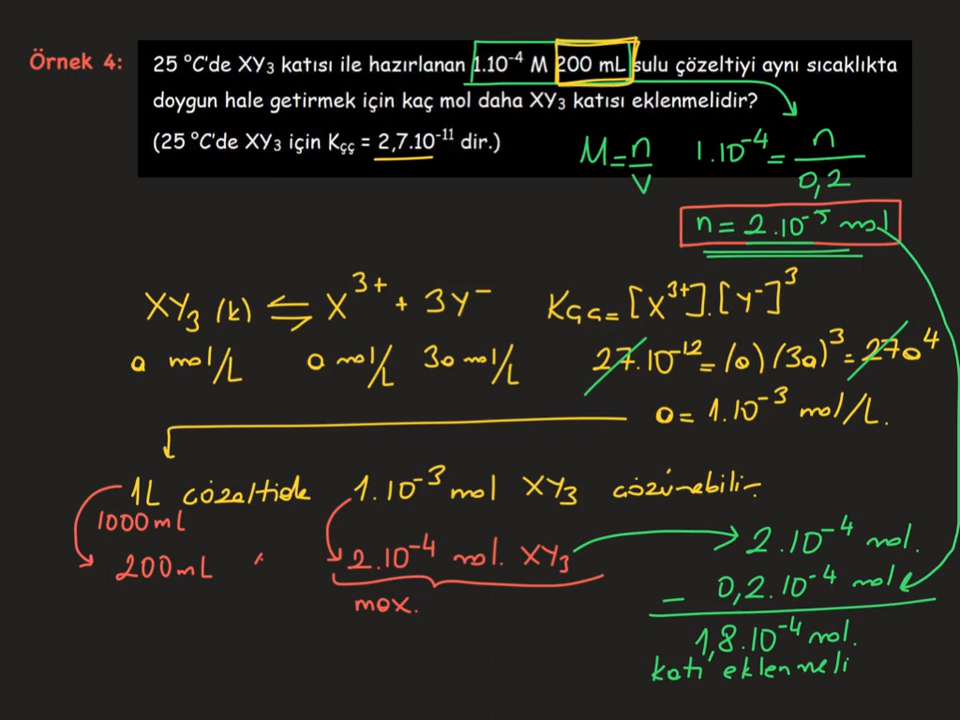 Örnek 4:
25 °C'de XY₃ katısı ile hazırlanan 1.10⁻⁴ M 200 mL sulu çözeltiyi aynı sıcaklıkta
doygun hale getirmek için kaç mol daha XY₃ katısı eklenmelidir?
(25 °C'de XY₃ için Kçç = 2,7.10⁻¹¹ dir.)
M = n/V 1.10⁻⁴ = n/0,2
n = 2.10⁻⁵ mol
XY₃ (k) ⇌ X³⁺ + 3Y⁻ Kçç = [X³⁺].[Y⁻]³
a mol/L a mol/L 3a mol/L 27.10⁻¹² = (a) (3a)³ = 27a⁴
a = 1.10⁻³ mol/L.
1L çözeltide 1.10⁻³ mol XY₃ çözünebilir
1000mL
200mL 2.10⁻⁴ mol. XY₃
max.
2.10⁻⁴ mol.
- 0,2.10⁻⁴ mol
1,8.10⁻⁴ mol.
katı eklenmeli